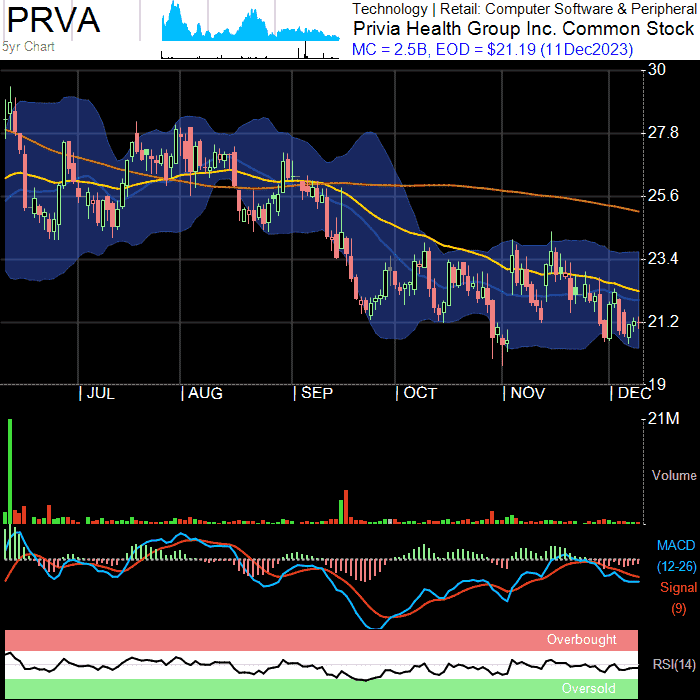 PRVA
5yr Chart
Technology | Retail: Computer Software & Peripheral
Privia Health Group Inc. Common Stock
MC = 2.5B, EOD = $21.19 (11Dec2023)
30
27.8
25.6
23.4
21.2
19
| JUL | AUG | SEP | OCT | NOV | DEC
21M
Volume
MACD
(12-26)
Signal
(9)
Overbought
RSI(14)
Oversold